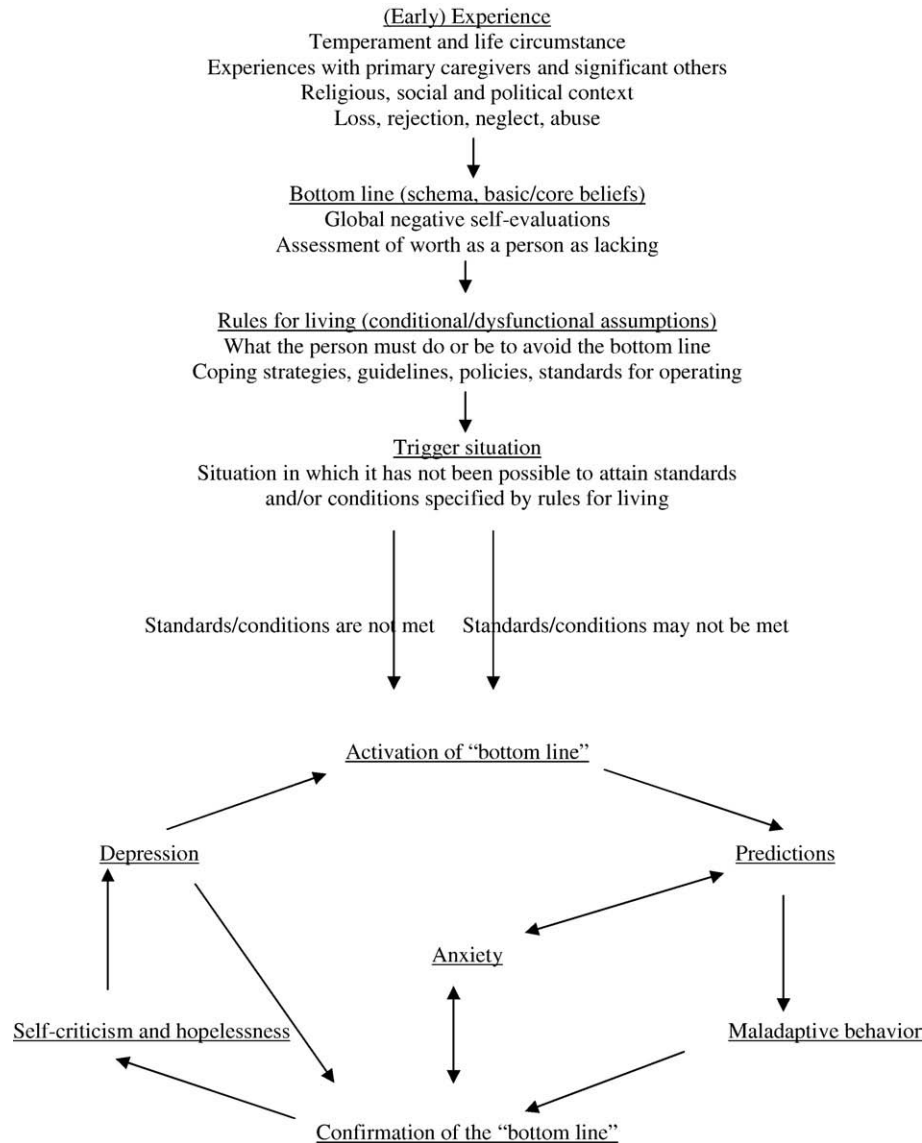 (Early) Experience
Temperament and life circumstance
Experiences with primary caregivers and significant others
Religious, social and political context
Loss, rejection, neglect, abuse
Bottom line (schema, basic/core beliefs)
Global negative self-evaluations
Assessment of worth as a person as lacking
Rules for living (conditional/dysfunctional assumptions)
What the person must do or be to avoid the bottom line
Coping strategies, guidelines, policies, standards for operating
Trigger situation
Situation in which it has not been possible to attain standards
and/or conditions specified by rules for living
Standards/conditions are not met
Standards/conditions may not be met
Activation of “bottom line”
Depression
Predictions
Anxiety
Self-criticism and hopelessness
Maladaptive behavior
Confirmation of the “bottom line”